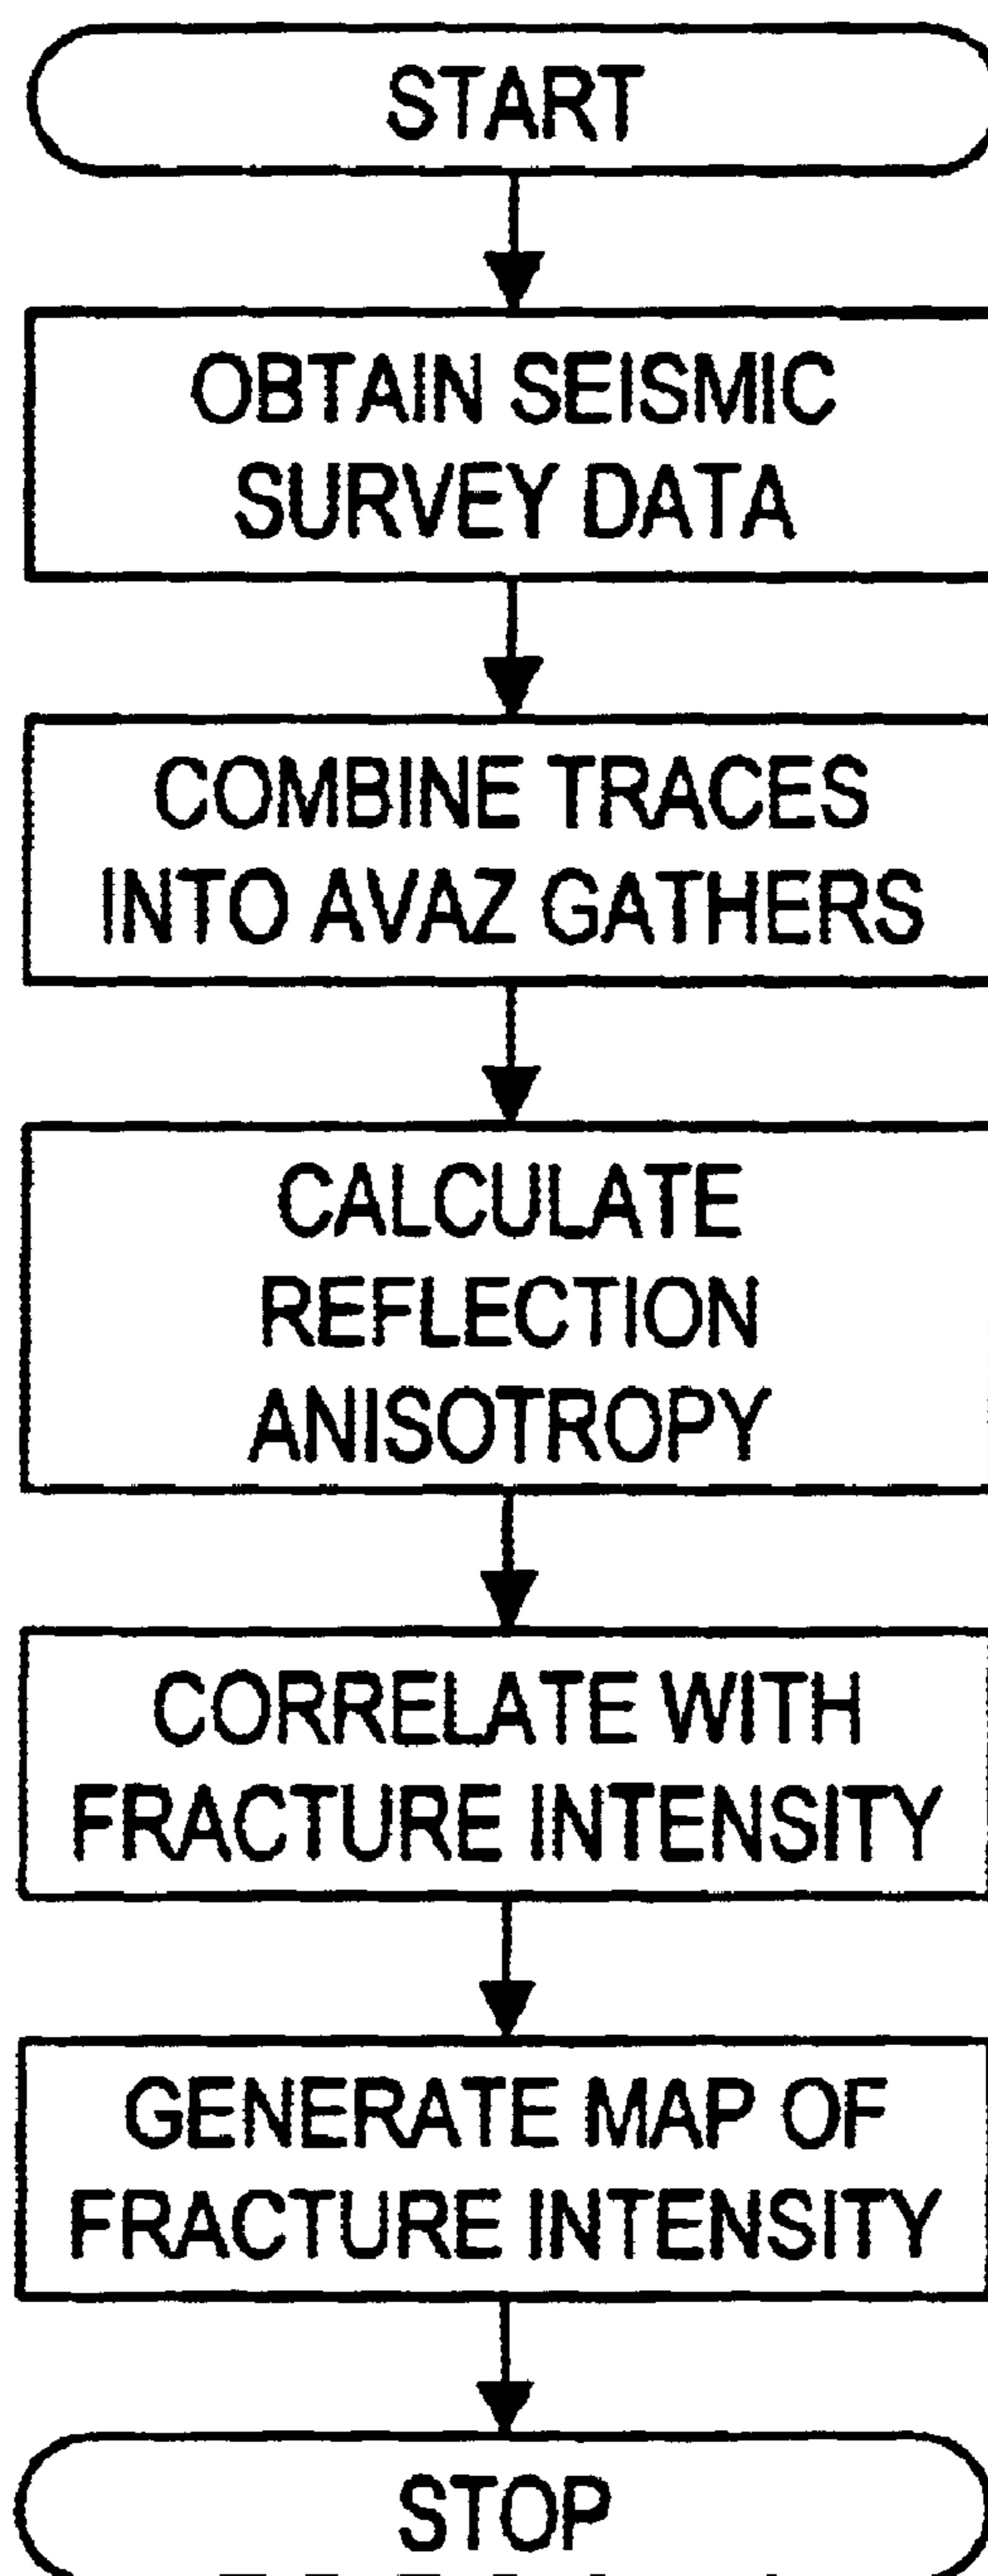 START
OBTAIN SEISMIC
SURVEY DATA
COMBINE TRACES
INTO AVAZ GATHERS
CALCULATE
REFLECTION
ANISOTROPY
CORRELATE WITH
FRACTURE INTENSITY
GENERATE MAP OF
FRACTURE INTENSITY
STOP